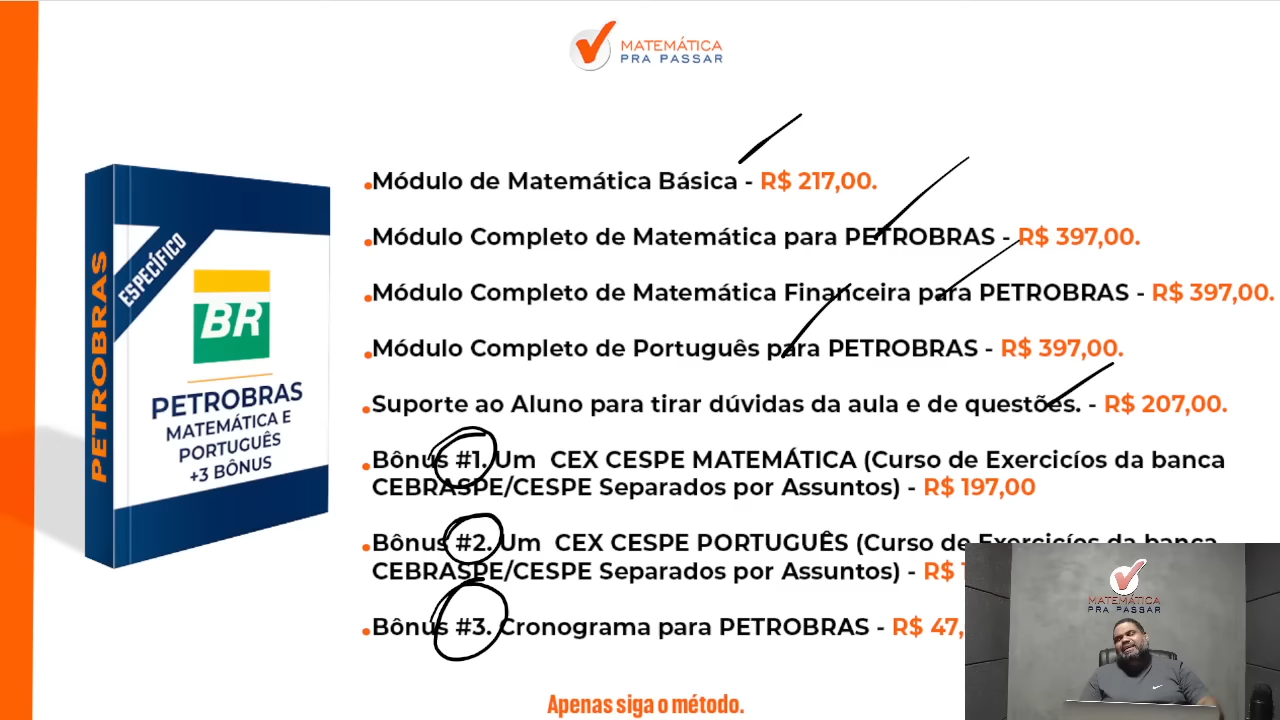 MATEMÁTICA
PRA PASSAR
Módulo de Matemática Básica - R$ 217,00.
Módulo Completo de Matemática para PETROBRAS - R$ 397,00.
Módulo Completo de Matemática Financeira para PETROBRAS - R$ 397,00.
Módulo Completo de Português para PETROBRAS - R$ 397,00.
Suporte ao Aluno para tirar dúvidas da aula e de questões. - R$ 207,00.
Bônus #1. Um CEX CESPE MATEMÁTICA (Curso de Exercicíos da banca
CEBRASPE/CESPE Separados por Assuntos) - R$ 197,00
Bônus #2. Um CEX CESPE PORTUGUÊS (Curso de Exercicíos da banca
CEBRASPE/CESPE Separados por Assuntos) - R$
Bônus #3. Cronograma para PETROBRAS - R$ 47,
PETROBRAS
ESPECÍFICO
BR
PETROBRAS
MATEMÁTICA E
PORTUGUÊS
+3 BÔNUS
MATEMÁTICA
PRA PASSAR
Apenas siga o método.